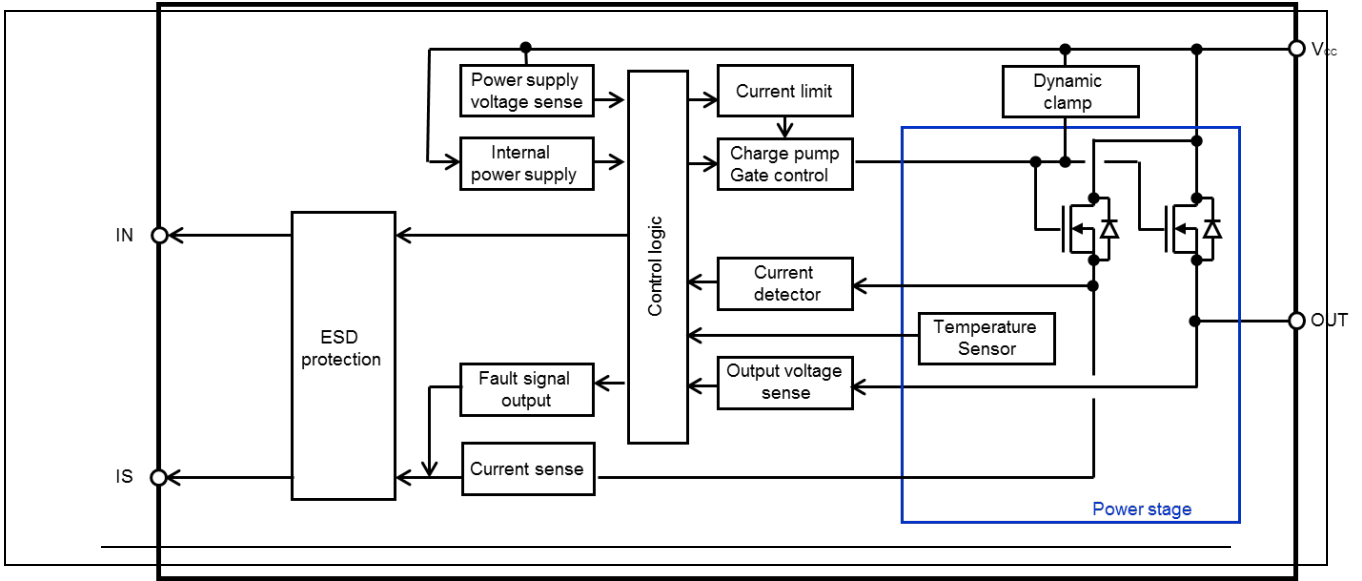 Vcc
Power supply
voltage sense
Current limit
Dynamic
clamp
Internal
power supply
Charge pump
Gate control
IN
Control logic
Current
detector
OUT
ESD
protection
Temperature
Sensor
Fault signal
output
Output voltage
sense
IS
Current sense
Power stage